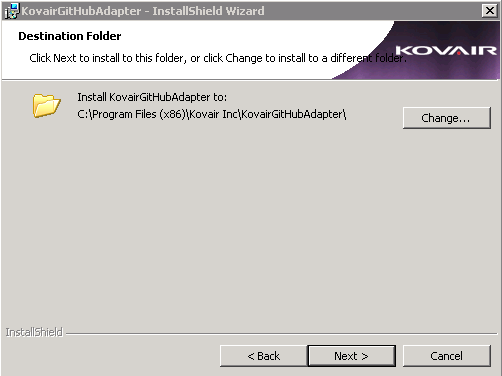 KovairGitHubAdapter - InstallShield Wizard
Destination Folder
Click Next to install to this folder, or click Change to install to a different folder.
KOVAIR
Install KovairGitHubAdapter to:
C:\Program Files (x86)\Kovair Inc\KovairGitHubAdapter\
Change...
InstallShield
< Back
Next >
Cancel